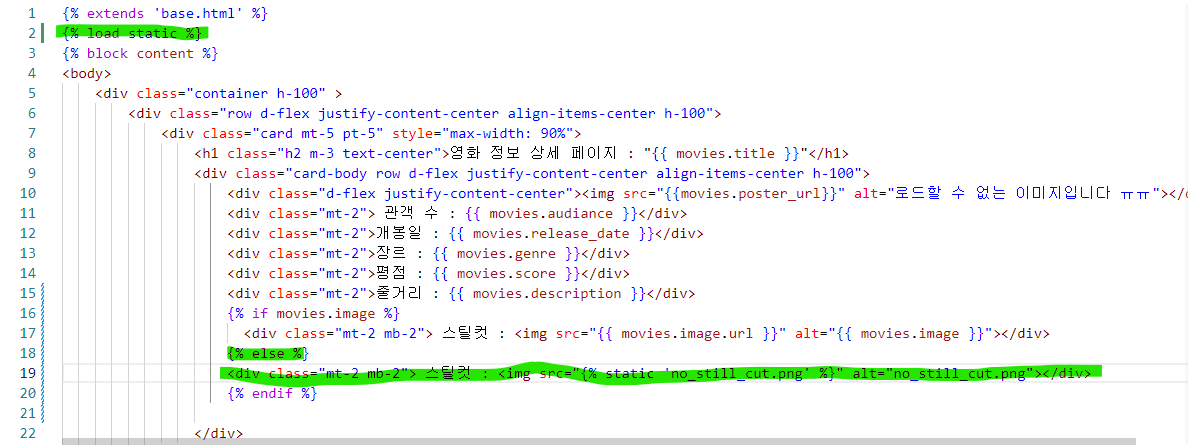 1 {% extends 'base.html' %}
2 {% load static %}
3 {% block content %}
4 <body>
5 <div class="container h-100" >
6 <div class="row d-flex justify-content-center align-items-center h-100">
7 <div class="card mt-5 pt-5" style="max-width: 90%">
8 <h1 class="h2 m-3 text-center">영화 정보 상세 페이지 : "{{ movies.title }}"</h1>
9 <div class="card-body row d-flex justify-content-center align-items-center h-100">
10 <div class="d-flex justify-content-center"><img src="{{movies.poster_url}}" alt="로드할 수 없는 이미지입니다 ㅠㅠ"></
11 <div class="mt-2"> 관객 수 : {{ movies.audiance }}</div>
12 <div class="mt-2">개봉일 : {{ movies.release_date }}</div>
13 <div class="mt-2">장르 : {{ movies.genre }}</div>
14 <div class="mt-2">평점 : {{ movies.score }}</div>
15 <div class="mt-2">줄거리 : {{ movies.description }}</div>
16 {% if movies.image %}
17 <div class="mt-2 mb-2"> 스틸컷 : <img src="{{ movies.image.url }}" alt="{{ movies.image }}"></div>
18 {% else %}
19 <div class="mt-2 mb-2"> 스틸컷 : <img src="{% static 'no_still_cut.png' %}" alt="no_still_cut.png"></div>
20 {% endif %}
21
22 </div>